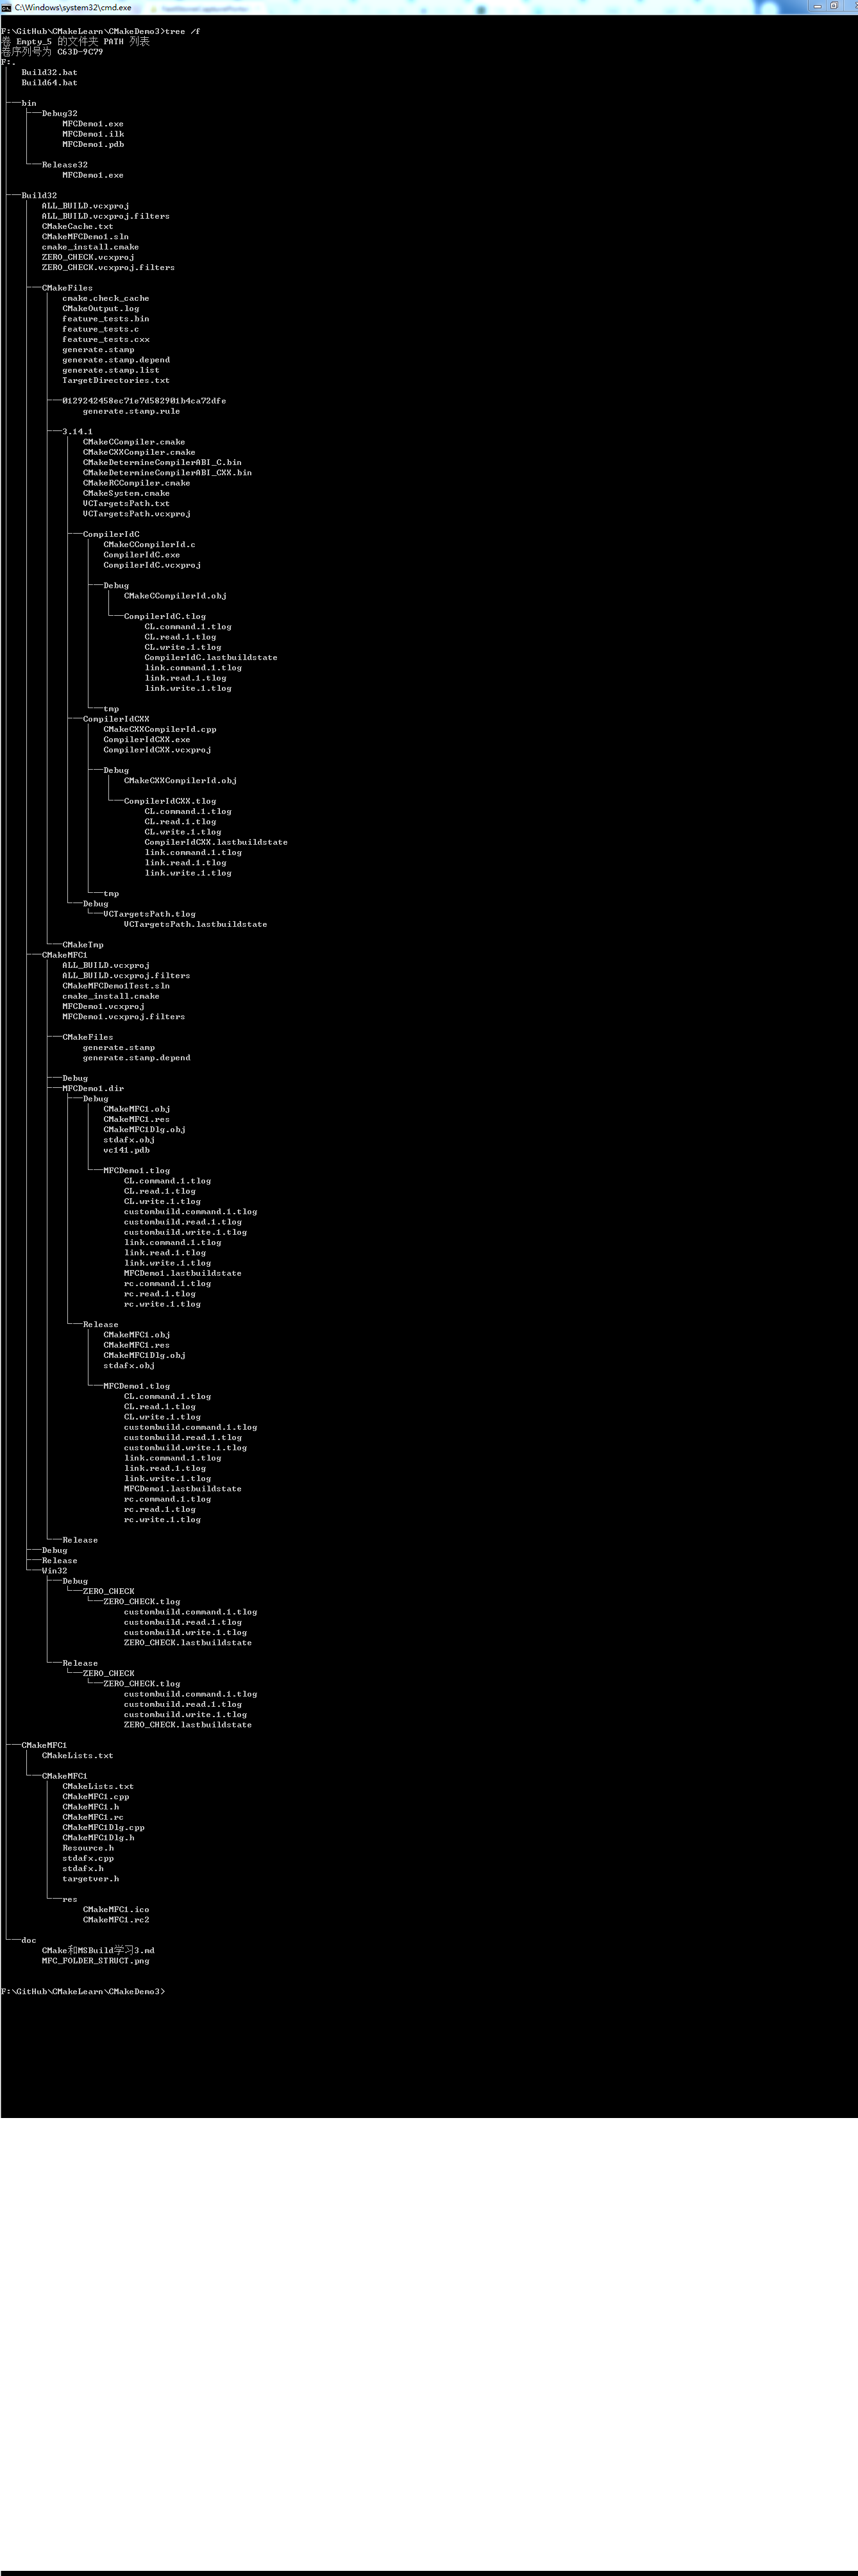 C:\Windows\system32\cmd.exe
F:\GitHub\CMakeLearn\CMakeDemo3>tree /f
卷 Empty_5 的文件夹 PATH 列表
卷序列号为 C63D-9C79
F:.
│ Build32.bat
│ Build64.bat
│
├─bin
│ ├─Debug32
│ │ MFCDemo1.exe
│ │ MFCDemo1.ilk
│ │ MFCDemo1.pdb
│ │
│ └─Release32
│ MFCDemo1.exe
│
├─Build32
│ │ ALL_BUILD.vcxproj
│ │ ALL_BUILD.vcxproj.filters
│ │ CMakeCache.txt
│ │ CMakeMFCDemo1.sln
│ │ cmake_install.cmake
│ │ ZERO_CHECK.vcxproj
│ │ ZERO_CHECK.vcxproj.filters
│ │
│ ├─CMakeFiles
│ │ │ cmake.check_cache
│ │ │ CMakeOutput.log
│ │ │ feature_tests.bin
│ │ │ feature_tests.c
│ │ │ feature_tests.cxx
│ │ │ generate.stamp
│ │ │ generate.stamp.depend
│ │ │ generate.stamp.list
│ │ │ TargetDirectories.txt
│ │ │
│ │ ├─0129242458ec71e7d582901b4ca72dfe
│ │ │ generate.stamp.rule
│ │ │
│ │ ├─3.14.1
│ │ │ │ CMakeCCompiler.cmake
│ │ │ │ CMakeCXXCompiler.cmake
│ │ │ │ CMakeDetermineCompilerABI_C.bin
│ │ │ │ CMakeDetermineCompilerABI_CXX.bin
│ │ │ │ CMakeRCCompiler.cmake
│ │ │ │ CMakeSystem.cmake
│ │ │ │ VCTargetsPath.txt
│ │ │ │ VCTargetsPath.vcxproj
│ │ │ │
│ │ │ ├─CompilerIdC
│ │ │ │ │ CMakeCCompilerId.c
│ │ │ │ │ CompilerIdC.exe
│ │ │ │ │ CompilerIdC.vcxproj
│ │ │ │ │
│ │ │ │ ├─Debug
│ │ │ │ │ │ CMakeCCompilerId.obj
│ │ │ │ │ │
│ │ │ │ │ └─CompilerIdC.tlog
│ │ │ │ │ CL.command.1.tlog
│ │ │ │ │ CL.read.1.tlog
│ │ │ │ │ CL.write.1.tlog
│ │ │ │ │ CompilerIdC.lastbuildstate
│ │ │ │ │ link.command.1.tlog
│ │ │ │ │ link.read.1.tlog
│ │ │ │ │ link.write.1.tlog
│ │ │ │ │
│ │ │ │ └─tmp
│ │ │ ├─CompilerIdCXX
│ │ │ │ │ CMakeCXXCompilerId.cpp
│ │ │ │ │ CompilerIdCXX.exe
│ │ │ │ │ CompilerIdCXX.vcxproj
│ │ │ │ │
│ │ │ │ ├─Debug
│ │ │ │ │ │ CMakeCXXCompilerId.obj
│ │ │ │ │ │
│ │ │ │ │ └─CompilerIdCXX.tlog
│ │ │ │ │ CL.command.1.tlog
│ │ │ │ │ CL.read.1.tlog
│ │ │ │ │ CL.write.1.tlog
│ │ │ │ │ CompilerIdCXX.lastbuildstate
│ │ │ │ │ link.command.1.tlog
│ │ │ │ │ link.read.1.tlog
│ │ │ │ │ link.write.1.tlog
│ │ │ │ │
│ │ │ │ └─tmp
│ │ │ └─Debug
│ │ │ └─VCTargetsPath.tlog
│ │ │ VCTargetsPath.lastbuildstate
│ │ │
│ │ └─CMakeTmp
│ ├─CMakeMFC1
│ │ │ ALL_BUILD.vcxproj
│ │ │ ALL_BUILD.vcxproj.filters
│ │ │ CMakeMFCDemo1Test.sln
│ │ │ cmake_install.cmake
│ │ │ MFCDemo1.vcxproj
│ │ │ MFCDemo1.vcxproj.filters
│ │ │
│ │ ├─CMakeFiles
│ │ │ generate.stamp
│ │ │ generate.stamp.depend
│ │ │
│ │ ├─Debug
│ │ ├─MFCDemo1.dir
│ │ │ ├─Debug
│ │ │ │ │ CMakeMFC1.obj
│ │ │ │ │ CMakeMFC1.res
│ │ │ │ │ CMakeMFC1Dlg.obj
│ │ │ │ │ stdafx.obj
│ │ │ │ │ vc141.pdb
│ │ │ │ │
│ │ │ │ └─MFCDemo1.tlog
│ │ │ │ CL.command.1.tlog
│ │ │ │ CL.read.1.tlog
│ │ │ │ CL.write.1.tlog
│ │ │ │ custombuild.command.1.tlog
│ │ │ │ custombuild.read.1.tlog
│ │ │ │ custombuild.write.1.tlog
│ │ │ │ link.command.1.tlog
│ │ │ │ link.read.1.tlog
│ │ │ │ link.write.1.tlog
│ │ │ │ MFCDemo1.lastbuildstate
│ │ │ │ rc.command.1.tlog
│ │ │ │ rc.read.1.tlog
│ │ │ │ rc.write.1.tlog
│ │ │ │
│ │ │ └─Release
│ │ │ │ CMakeMFC1.obj
│ │ │ │ CMakeMFC1.res
│ │ │ │ CMakeMFC1Dlg.obj
│ │ │ │ stdafx.obj
│ │ │ │
│ │ │ └─MFCDemo1.tlog
│ │ │ CL.command.1.tlog
│ │ │ CL.read.1.tlog
│ │ │ CL.write.1.tlog
│ │ │ custombuild.command.1.tlog
│ │ │ custombuild.read.1.tlog
│ │ │ custombuild.write.1.tlog
│ │ │ link.command.1.tlog
│ │ │ link.read.1.tlog
│ │ │ link.write.1.tlog
│ │ │ MFCDemo1.lastbuildstate
│ │ │ rc.command.1.tlog
│ │ │ rc.read.1.tlog
│ │ │ rc.write.1.tlog
│ │ │
│ │ └─Release
│ ├─Debug
│ ├─Release
│ └─Win32
│ ├─Debug
│ │ └─ZERO_CHECK
│ │ └─ZERO_CHECK.tlog
│ │ custombuild.command.1.tlog
│ │ custombuild.read.1.tlog
│ │ custombuild.write.1.tlog
│ │ ZERO_CHECK.lastbuildstate
│ │
│ └─Release
│ └─ZERO_CHECK
│ └─ZERO_CHECK.tlog
│ custombuild.command.1.tlog
│ custombuild.read.1.tlog
│ custombuild.write.1.tlog
│ ZERO_CHECK.lastbuildstate
│
├─CMakeMFC1
│ │ CMakeLists.txt
│ │
│ └─CMakeMFC1
│ │ CMakeLists.txt
│ │ CMakeMFC1.cpp
│ │ CMakeMFC1.h
│ │ CMakeMFC1.rc
│ │ CMakeMFC1Dlg.cpp
│ │ CMakeMFC1Dlg.h
│ │ Resource.h
│ │ stdafx.cpp
│ │ stdafx.h
│ │ targetver.h
│ │
│ └─res
│ CMakeMFC1.ico
│ CMakeMFC1.rc2
│
└─doc
CMake和MSBuild学习3.md
MFC_FOLDER_STRUCT.png
F:\GitHub\CMakeLearn\CMakeDemo3>